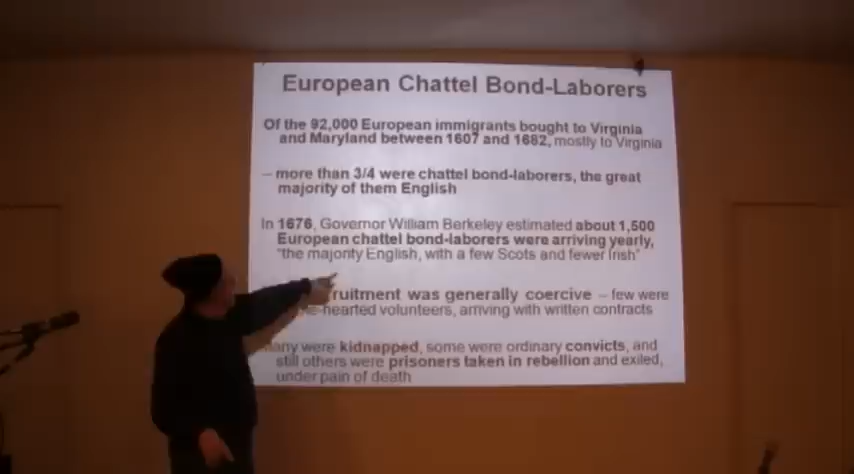 European Chattel Bond-Laborers
Of the 92,000 European immigrants bought to Virginia
and Maryland between 1607 and 1682, mostly to Virginia
– more than 3/4 were chattel bond-laborers, the great
majority of them English
In 1676, Governor William Berkeley estimated about 1,500
European chattel bond-laborers were arriving yearly,
"the majority English, with a few Scots and fewer Irish"
ruitment was generally coercive – few were
-hearted volunteers, arriving with written contracts
any were kidnapped, some were ordinary convicts, and
still others were prisoners taken in rebellion and exiled,
under pain of death